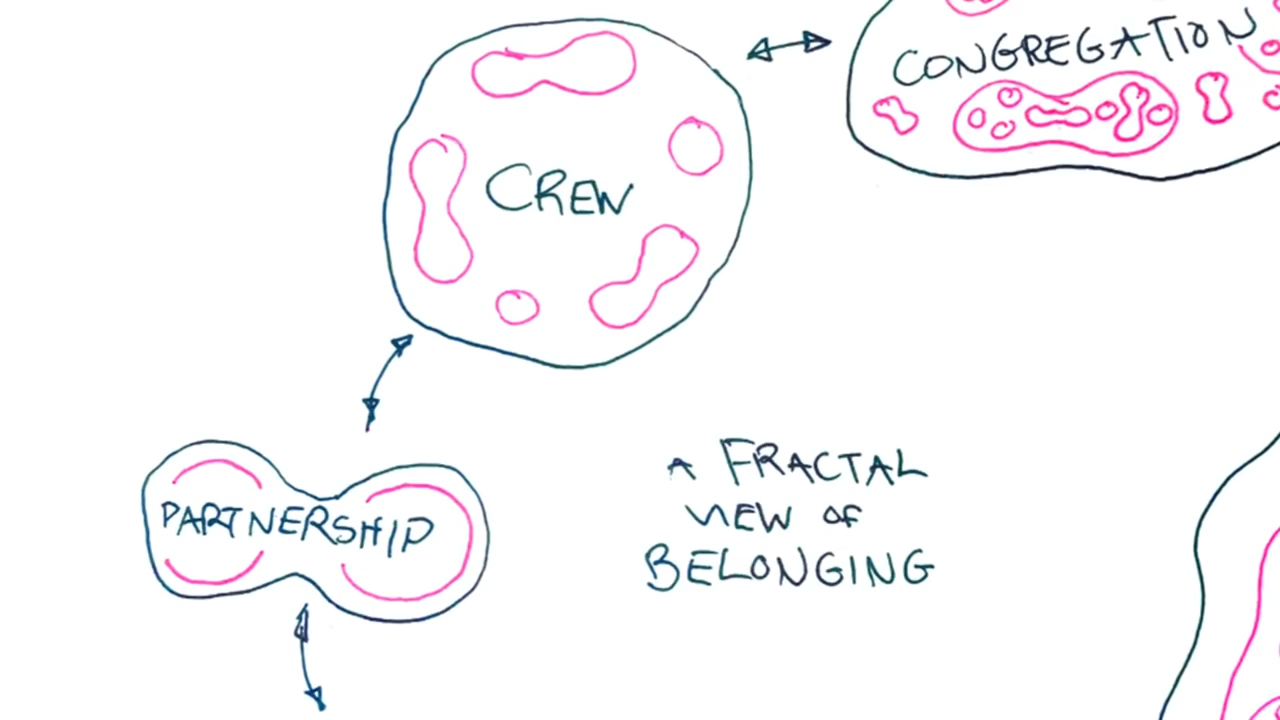 CONGREGATION
CREW
PARTNERSHIP
A FRACTAL
VIEW OF
BELONGING